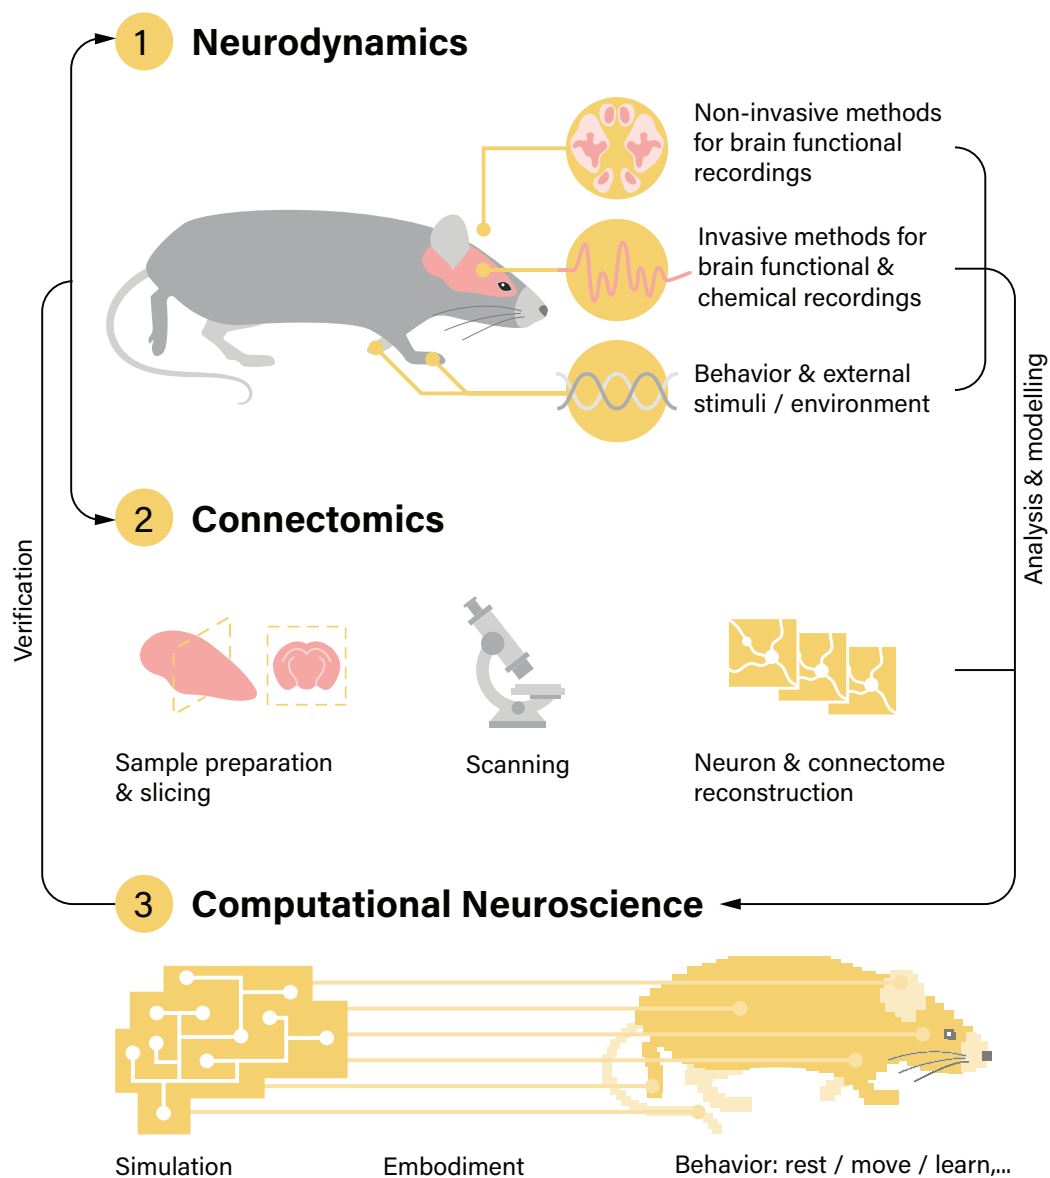 1 Neurodynamics
Non-invasive methods
for brain functional
recordings
Invasive methods for
brain functional &
chemical recordings
Behavior & external
stimuli / environment
Analysis & modelling
2 Connectomics
Verification
Sample preparation
& slicing
Scanning
Neuron & connectome
reconstruction
3 Computational Neuroscience
Simulation
Embodiment
Behavior: rest / move / learn,...